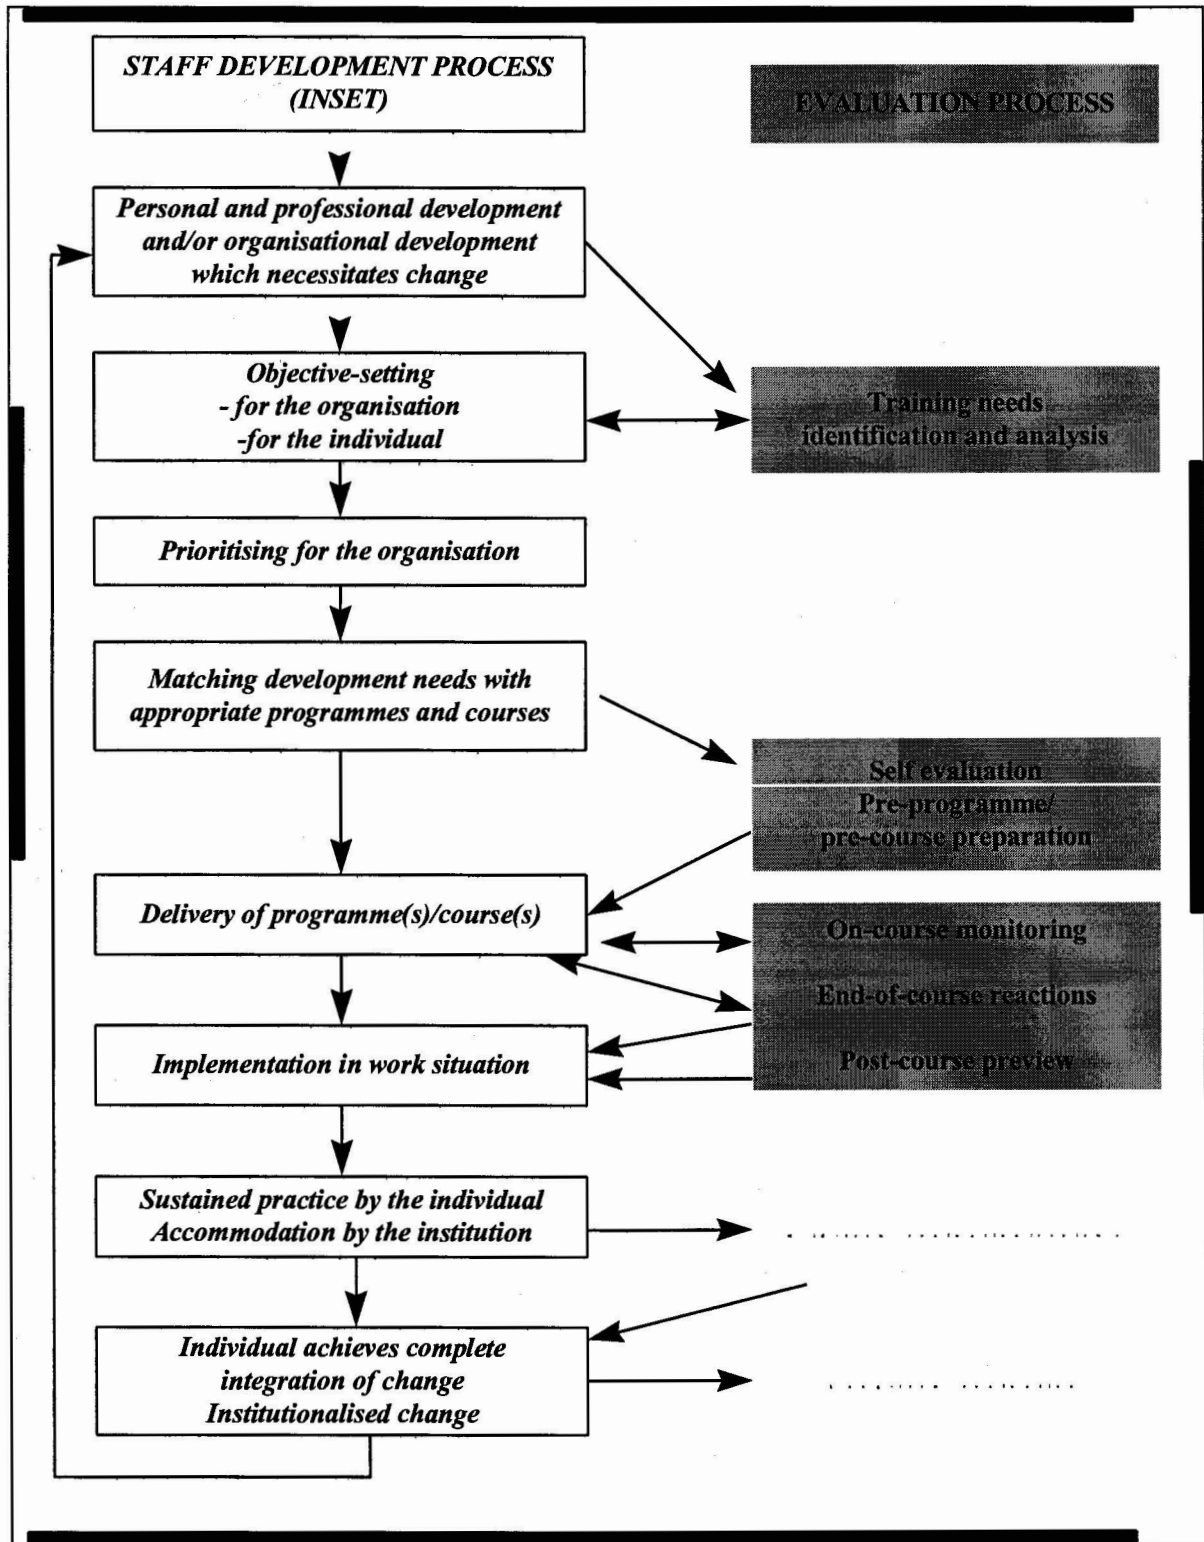 STAFF DEVELOPMENT PROCESS
(INSET)
EVALUATION PROCESS
Personal and professional development
and/or organisational development
which necessitates change
Objective-setting
- for the organisation
-for the individual
Training needs
identification and analysis
Prioritising for the organisation
Matching development needs with
appropriate programmes and courses
Self evaluation
Pre-programme/
pre-course preparation
Delivery of programme(s)/course(s)
On-course monitoring
End-of-course reactions
Post-course preview
Implementation in work situation
Sustained practice by the individual
Accommodation by the institution
Individual achieves complete
integration of change
Institutionalised change